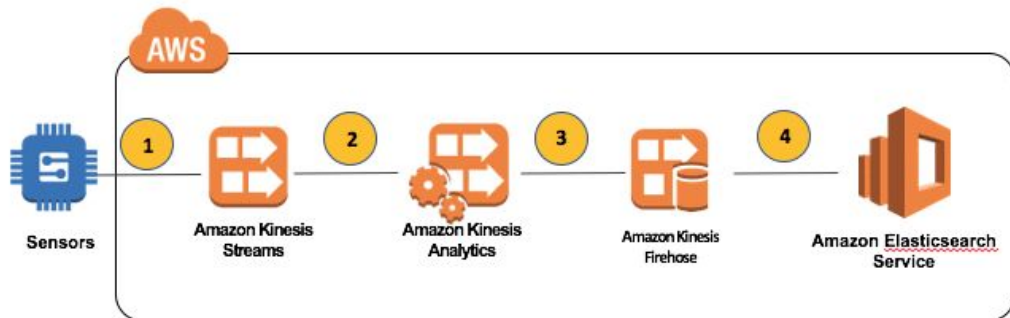 AWS
1
2
3
4
Sensors
Amazon Kinesis
Streams
Amazon Kinesis
Analytics
Amazon Kinesis
Firehose
Amazon Elasticsearch
Service